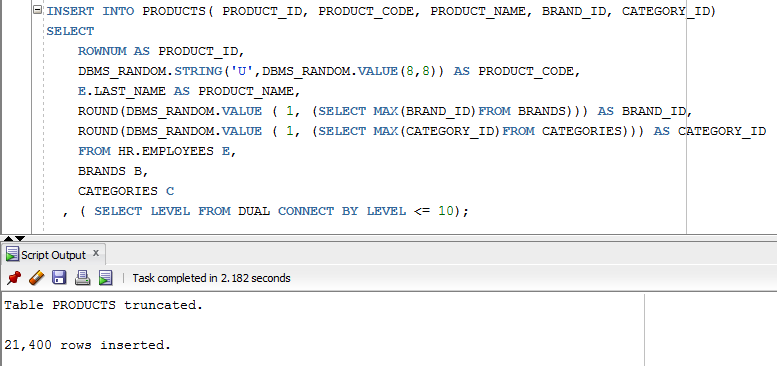 INSERT INTO PRODUCTS( PRODUCT_ID, PRODUCT_CODE, PRODUCT_NAME, BRAND_ID, CATEGORY_ID)
SELECT
ROWNUM AS PRODUCT_ID,
DBMS_RANDOM.STRING('U',DBMS_RANDOM.VALUE(8,8)) AS PRODUCT_CODE,
E.LAST_NAME AS PRODUCT_NAME,
ROUND(DBMS_RANDOM.VALUE ( 1, (SELECT MAX(BRAND_ID)FROM BRANDS))) AS BRAND_ID,
ROUND(DBMS_RANDOM.VALUE ( 1, (SELECT MAX(CATEGORY_ID)FROM CATEGORIES))) AS CATEGORY_ID
FROM HR.EMPLOYEES E,
BRANDS B,
CATEGORIES C
, ( SELECT LEVEL FROM DUAL CONNECT BY LEVEL <= 10);
Script Output x
Task completed in 2.182 seconds
Table PRODUCTS truncated.
21,400 rows inserted.